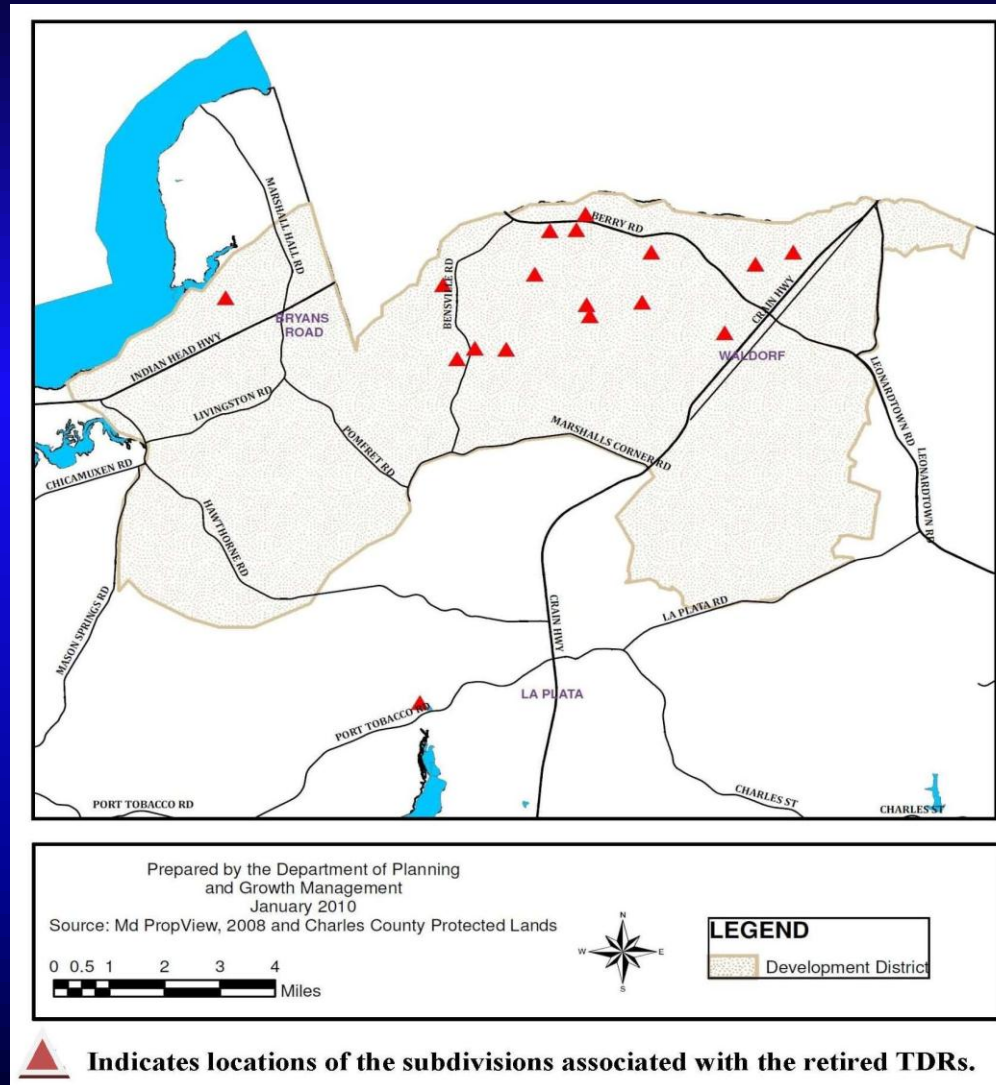 MARSHALL HALL RD
BERRY RD
BENSVILLE RD
BRYANS
ROAD
CRAIN HWY
INDIAN HEAD HWY
WALDORF
LIVINGSTON RD
LEONARDTOWN RD
POMFRET RD
MARSHALLS CORNER RD
CHICAMUXEN RD
LEONARDTOWN RD
HAWTHORNE RD
MASON SPRINGS RD
CRAIN HWY
LA PLATA RD
LA PLATA
PORT TOBACCO RD
PORT TOBACCO RD
CHARLES ST
CHARLES ST
Prepared by the Department of Planning
and Growth Management
January 2010
Source: Md PropView, 2008 and Charles County Protected Lands
0 0.5 1 2 3 4
Miles
N
W E
S
LEGEND
Development District
Indicates locations of the subdivisions associated with the retired TDRs.